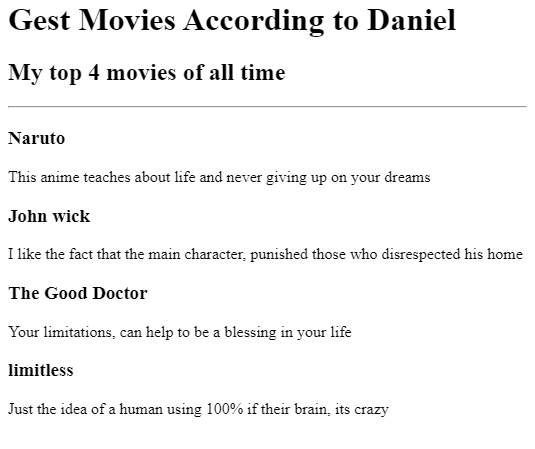 Gest Movies According to Daniel
My top 4 movies of all time
Naruto
This anime teaches about life and never giving up on your dreams
John wick
I like the fact that the main character, punished those who disrespected his home
The Good Doctor
Your limitations, can help to be a blessing in your life
limitless
Just the idea of a human using 100% if their brain, its crazy